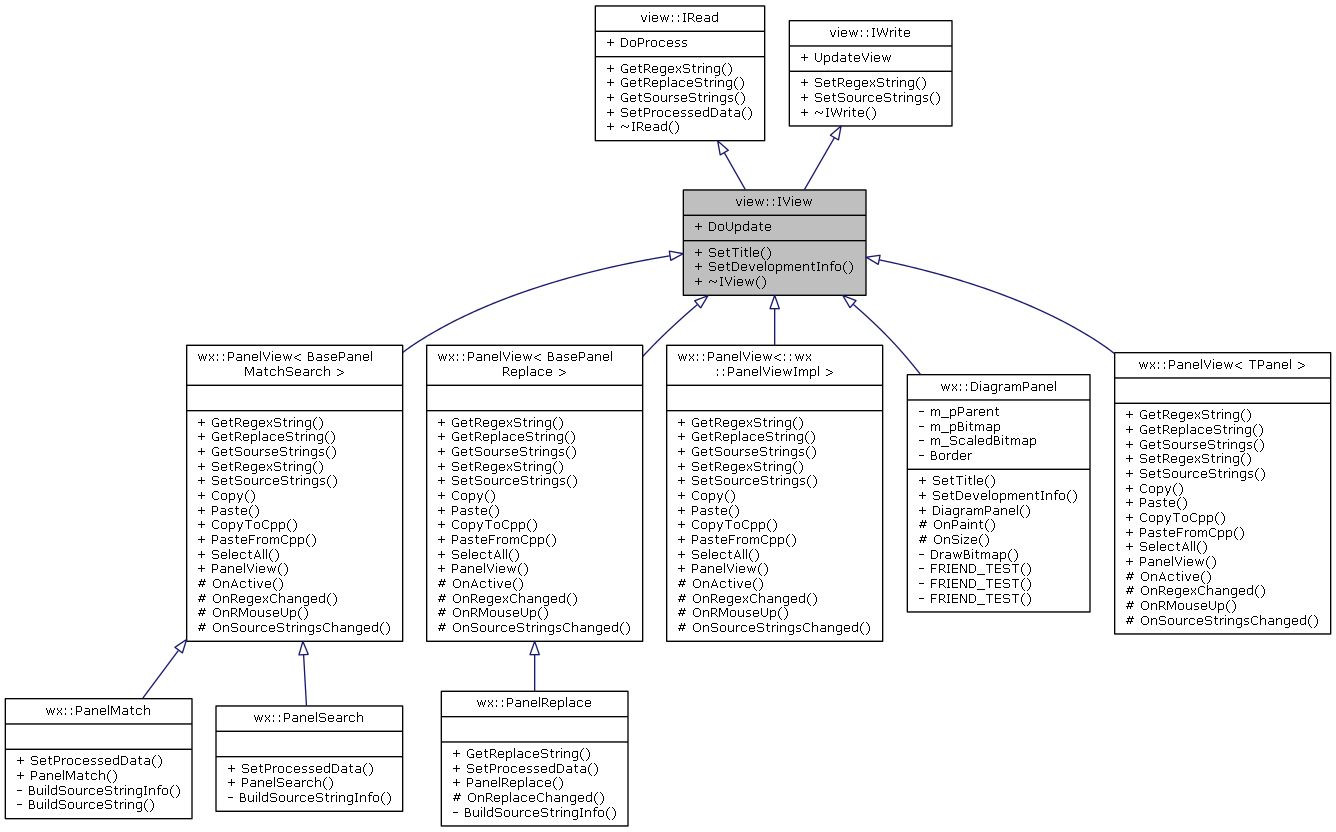 view::IRead
+ DoProcess
+ GetRegexString()
+ GetReplaceString()
+ GetSourseStrings()
+ SetProcessedData()
+ ~IRead()
view::IWrite
+ UpdateView
+ SetRegexString()
+ SetSourceStrings()
+ ~IWrite()
view::IView
+ DoUpdate
+ SetTitle()
+ SetDevelopmentInfo()
+ ~IView()
wx::PanelView< BasePanel
MatchSearch >
+ GetRegexString()
+ GetReplaceString()
+ GetSourseStrings()
+ SetRegexString()
+ SetSourceStrings()
+ Copy()
+ Paste()
+ CopyToCpp()
+ PasteFromCpp()
+ SelectAll()
+ PanelView()
# OnActive()
# OnRegexChanged()
# OnRMouseUp()
# OnSourceStringsChanged()
wx::PanelView< BasePanel
Replace >
+ GetRegexString()
+ GetReplaceString()
+ GetSourseStrings()
+ SetRegexString()
+ SetSourceStrings()
+ Copy()
+ Paste()
+ CopyToCpp()
+ PasteFromCpp()
+ SelectAll()
+ PanelView()
# OnActive()
# OnRegexChanged()
# OnRMouseUp()
# OnSourceStringsChanged()
wx::PanelView<::wx
::PanelViewImpl >
+ GetRegexString()
+ GetReplaceString()
+ GetSourseStrings()
+ SetRegexString()
+ SetSourceStrings()
+ Copy()
+ Paste()
+ CopyToCpp()
+ PasteFromCpp()
+ SelectAll()
+ PanelView()
# OnActive()
# OnRegexChanged()
# OnRMouseUp()
# OnSourceStringsChanged()
wx::DiagramPanel
- m_pParent
- m_pBitmap
- m_ScaledBitmap
- Border
+ SetTitle()
+ SetDevelopmentInfo()
+ DiagramPanel()
# OnPaint()
# OnSize()
- DrawBitmap()
- FRIEND_TEST()
- FRIEND_TEST()
- FRIEND_TEST()
wx::PanelView< TPanel >
+ GetRegexString()
+ GetReplaceString()
+ GetSourseStrings()
+ SetRegexString()
+ SetSourceStrings()
+ Copy()
+ Paste()
+ CopyToCpp()
+ PasteFromCpp()
+ SelectAll()
+ PanelView()
# OnActive()
# OnRegexChanged()
# OnRMouseUp()
# OnSourceStringsChanged()
wx::PanelMatch
+ SetProcessedData()
+ PanelMatch()
- BuildSourceStringInfo()
- BuildSourceString()
wx::PanelSearch
+ SetProcessedData()
+ PanelSearch()
- BuildSourceStringInfo()
wx::PanelReplace
+ GetReplaceString()
+ SetProcessedData()
+ PanelReplace()
# OnReplaceChanged()
- BuildSourceStringInfo()